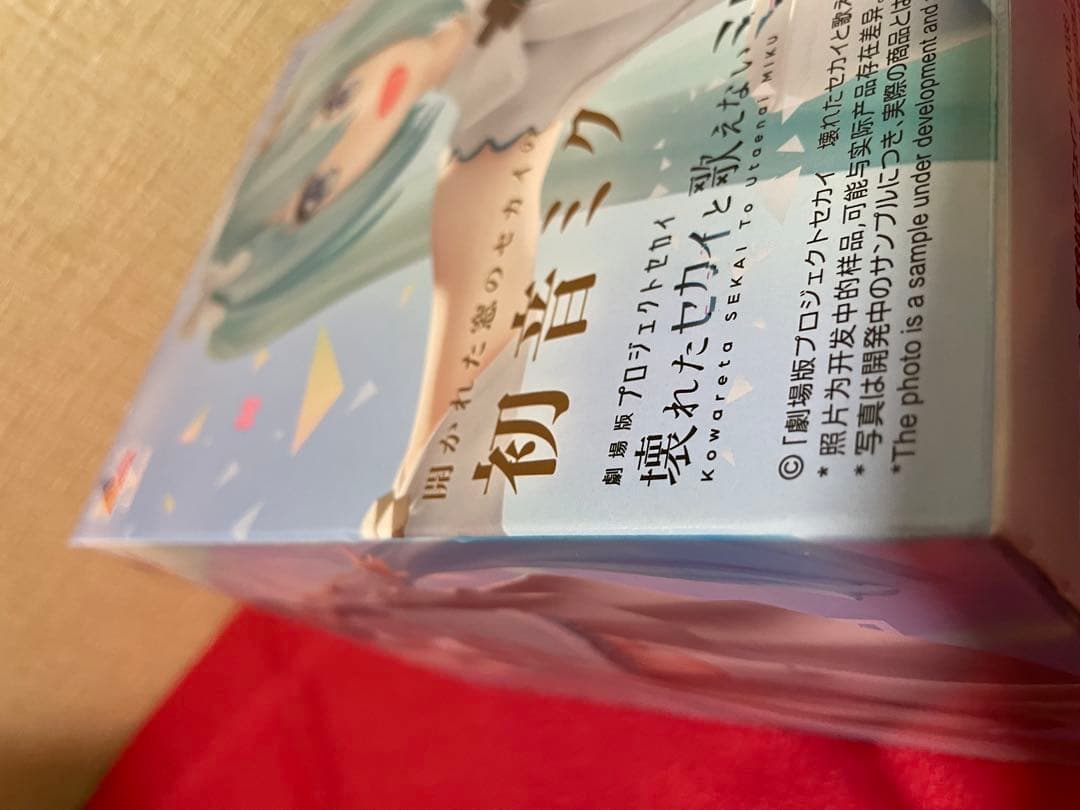 開かれた窓のセカイの
初音ミク
劇場版プロジェクトセカイ
壊れたセカイと歌えないミク
Kowareta SEKAI To Utaenai MIKU
©「劇場版プロジェクトセカイ 壊れたセカイと歌え
* 照片为开发中的样品,可能与实际产品存在差异。
* 写真は開発中のサンプルにつき、実際の商品とは
*The photo is a sample under development and